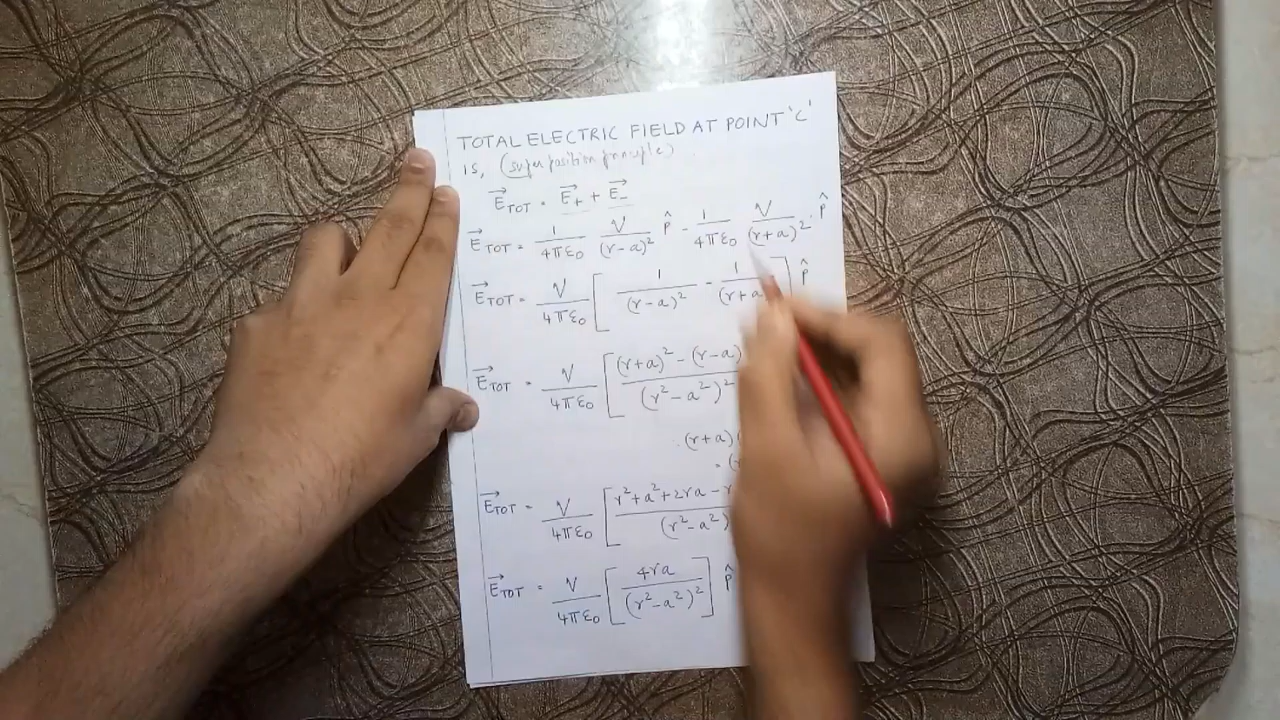 TOTAL ELECTRIC FIELD AT POINT 'C'
IS, (superposition principle)
E⃗TOT = E⃗+ + E⃗−
E⃗TOT = 1/4πε0 V/(r−a)² p̂ − 1/4πε0 V/(r+a)² · p̂
E⃗TOT = V/4πε0 [ 1/(r−a)² − 1/(r+a ] p̂
E⃗TOT = V/4πε0 [ (r+a)² − (r−a) / (r²−a²)²
(r+a)
= (r
E⃗TOT = V/4πε0 [ r²+a²+2ra − r / (r²−a²)
E⃗TOT = V/4πε0 [ 4ra / (r²−a²)² ] p̂